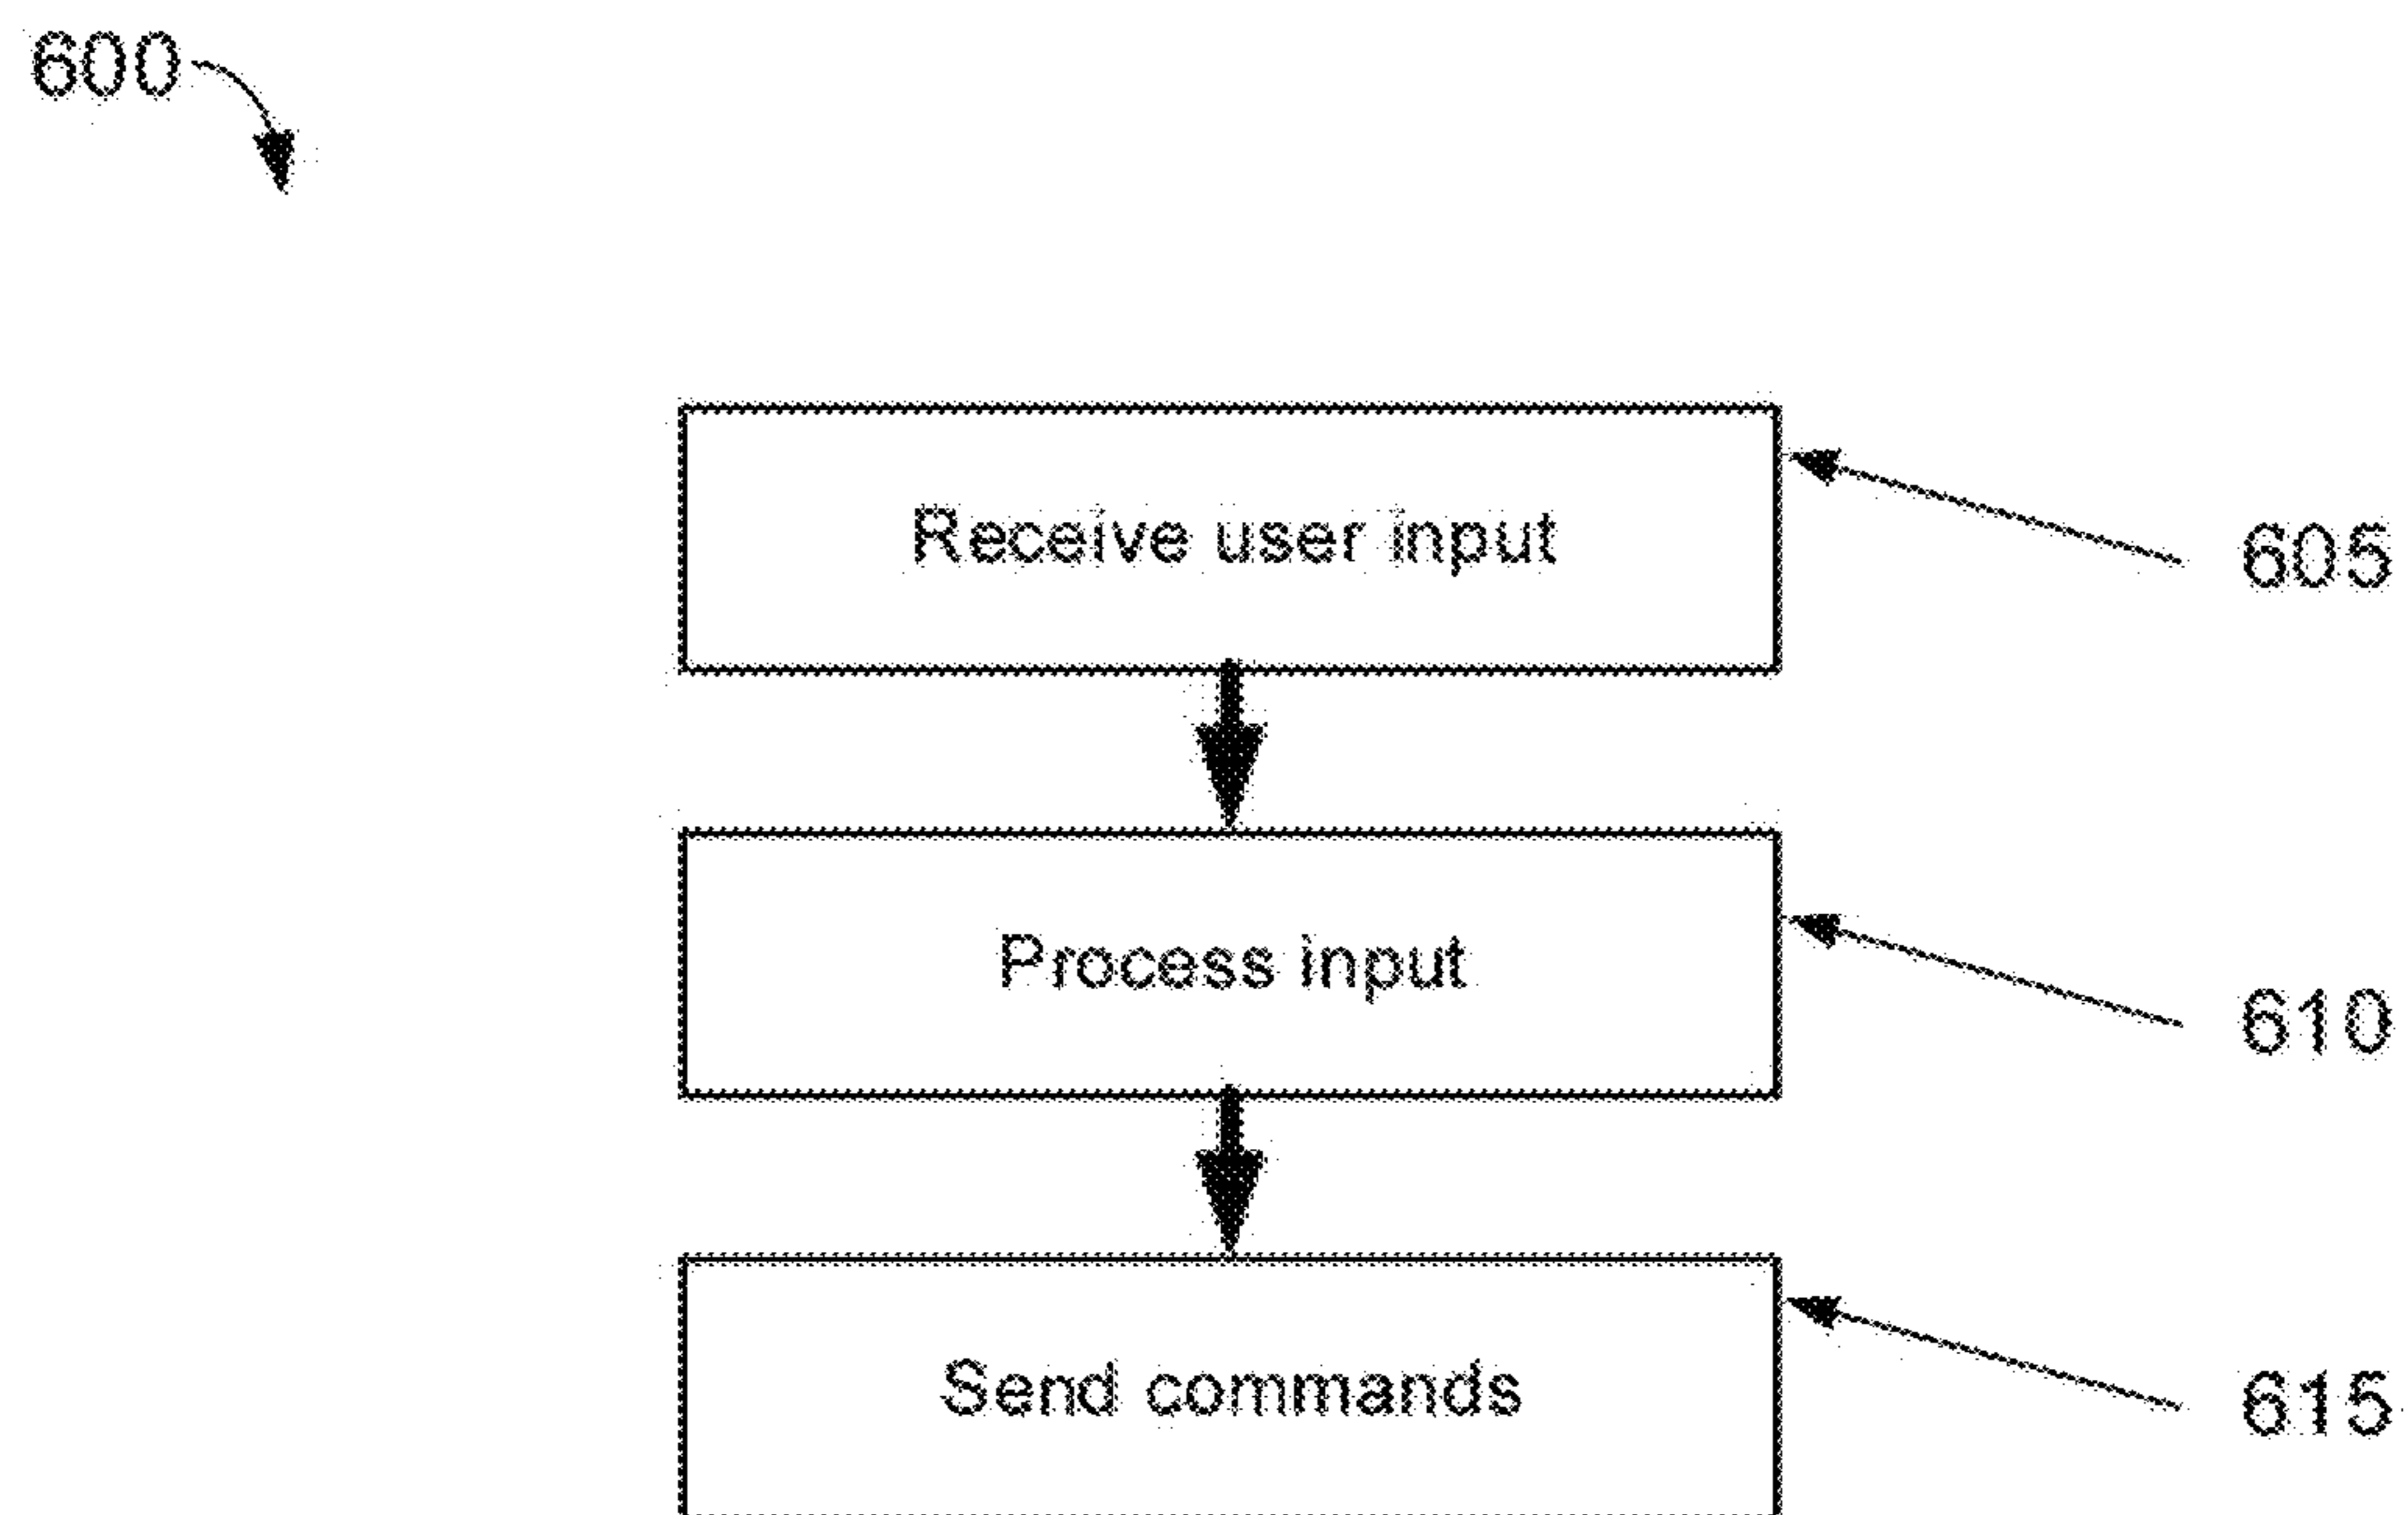 600
Receive user input
605
Process input
610
Send commands
615